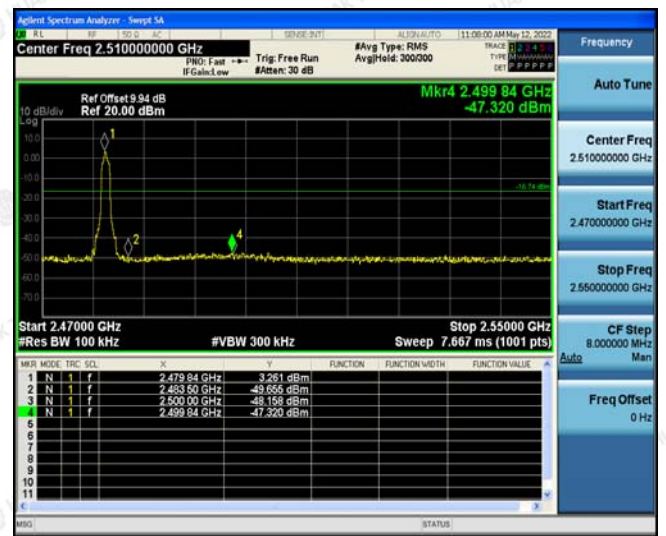 Agilent Spectrum Analyzer - Swept SA
RL RF 50 Ω AC SENSE:INT ALIGN AUTO 11:08:00 AM May 12, 2022
Center Freq 2.510000000 GHz
PNO: Fast Trig: Free Run
IFGain:Low #Atten: 30 dB
#Avg Type: RMS
Avg|Hold: 300/300
TRACE 1 2 3 4 5 6
TYPE M
DET P P P P P P
Frequency
Ref Offset 9.94 dB
10 dB/div Ref 20.00 dBm
Log
Mkr4 2.499 84 GHz
-47.320 dBm
10.0
0.00
-10.0
-20.0
-30.0
-40.0
-50.0
-60.0
-70.0
1
2
4
-16.74 dBm
Start 2.47000 GHz Stop 2.55000 GHz
#Res BW 100 kHz #VBW 300 kHz Sweep 7.667 ms (1001 pts)
MKR MODE TRC SCL X Y FUNCTION FUNCTION WIDTH FUNCTION VALUE
1 N 1 f 2.479 84 GHz 3.261 dBm
2 N 1 f 2.483 50 GHz -49.655 dBm
3 N 1 f 2.500 00 GHz -48.158 dBm
4 N 1 f 2.499 84 GHz -47.320 dBm
5
6
7
8
9
10
11
MSG STATUS
Auto Tune
Center Freq
2.510000000 GHz
Start Freq
2.470000000 GHz
Stop Freq
2.550000000 GHz
CF Step
8.000000 MHz
Auto Man
Freq Offset
0 Hz